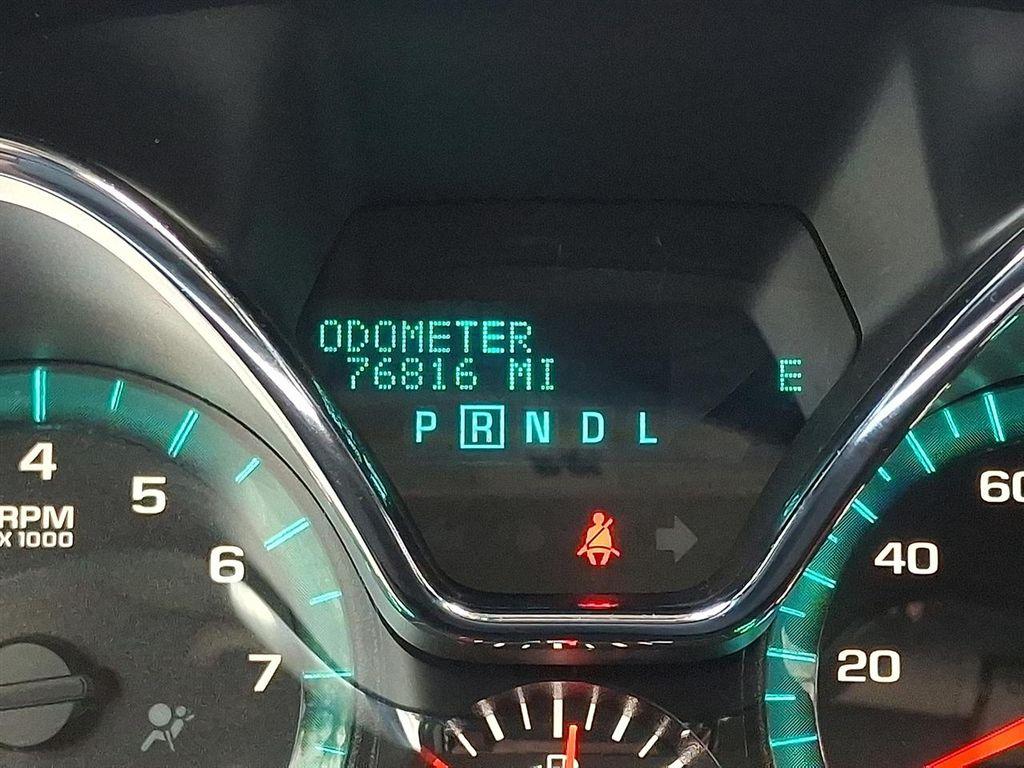 ODOMETER
76816 MI E
P R N D L
4
5
6
7
RPM
X 1000
60
40
20